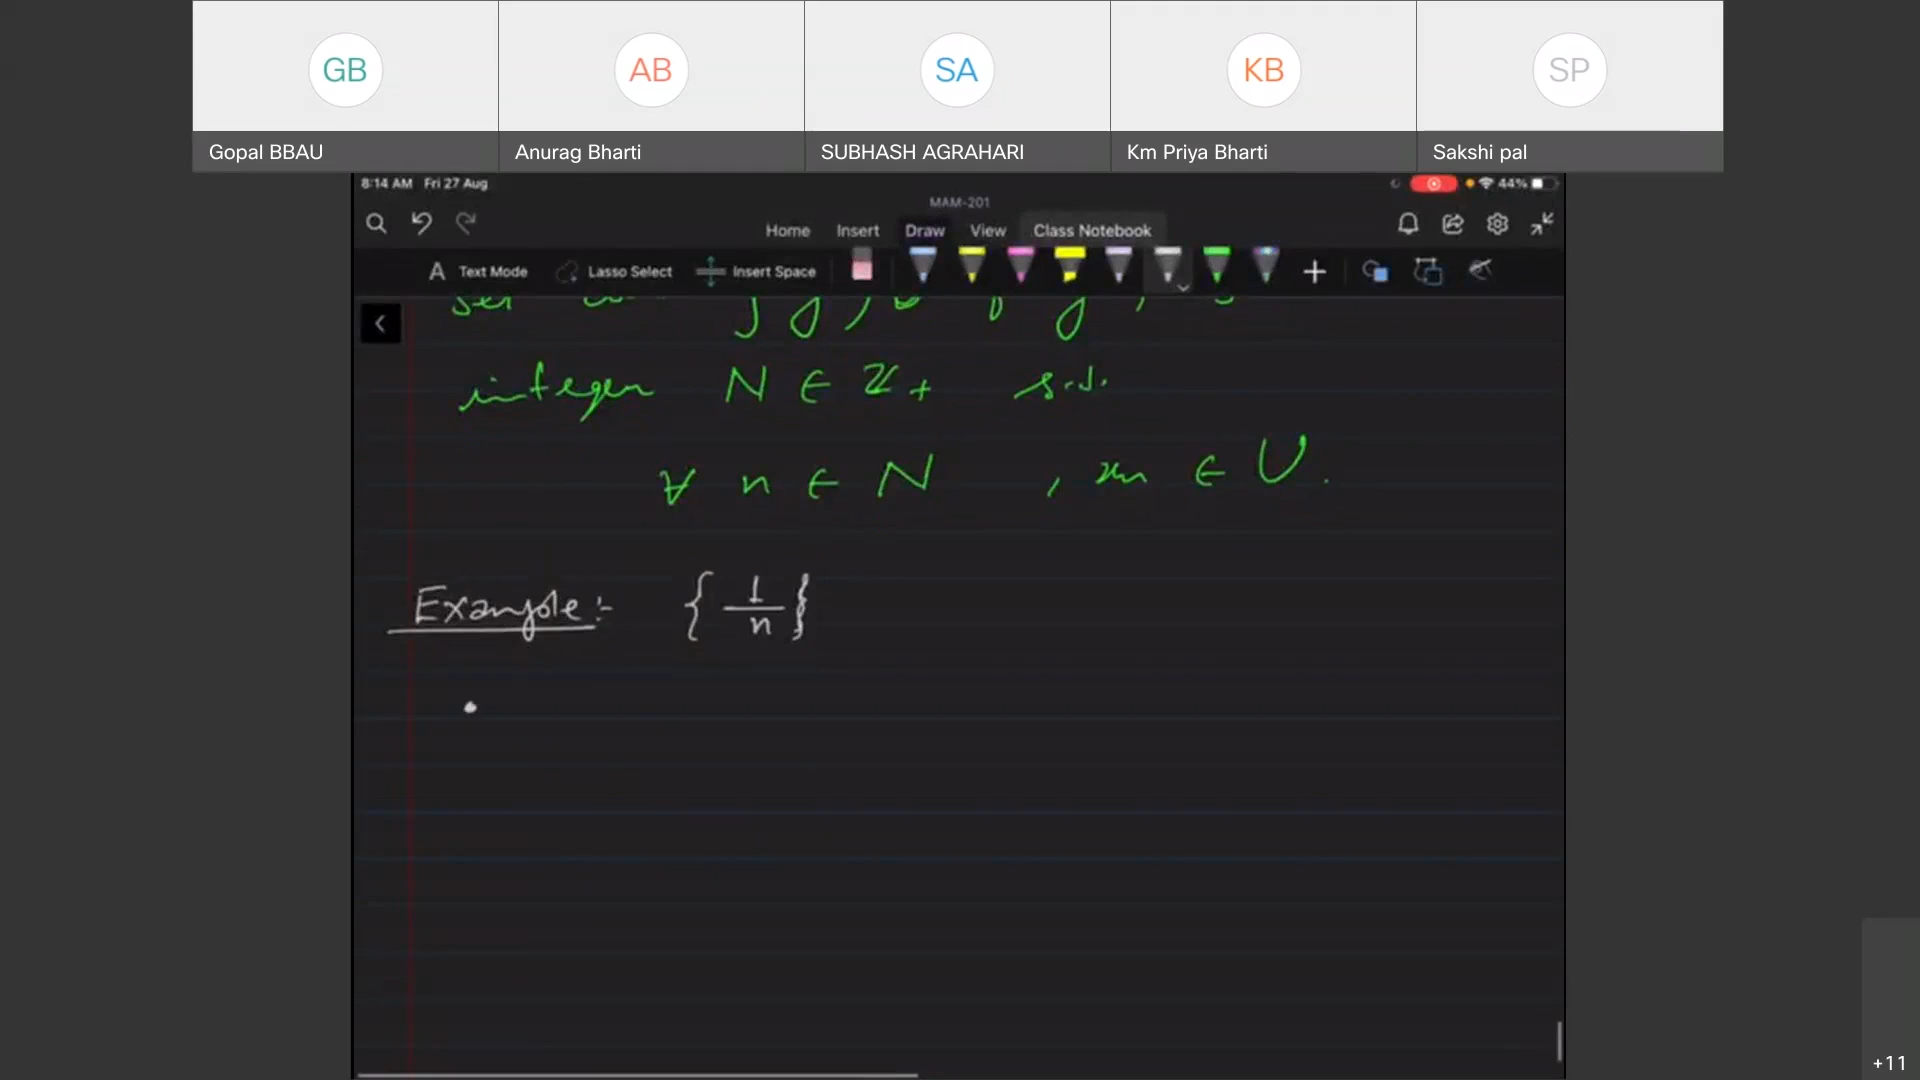 GB AB SA KB SP
Gopal BBAU Anurag Bharti SUBHASH AGRAHARI Km Priya Bharti Sakshi pal
8:14 AM Fri 27 Aug 44%
MAM-201
Home Insert Draw View Class Notebook
A Text Mode Lasso Select Insert Space
integer N ∈ ℤ+ s.t.
∀ n ∈ N , xn ∈ U.
Example:- { 1/n }
+11